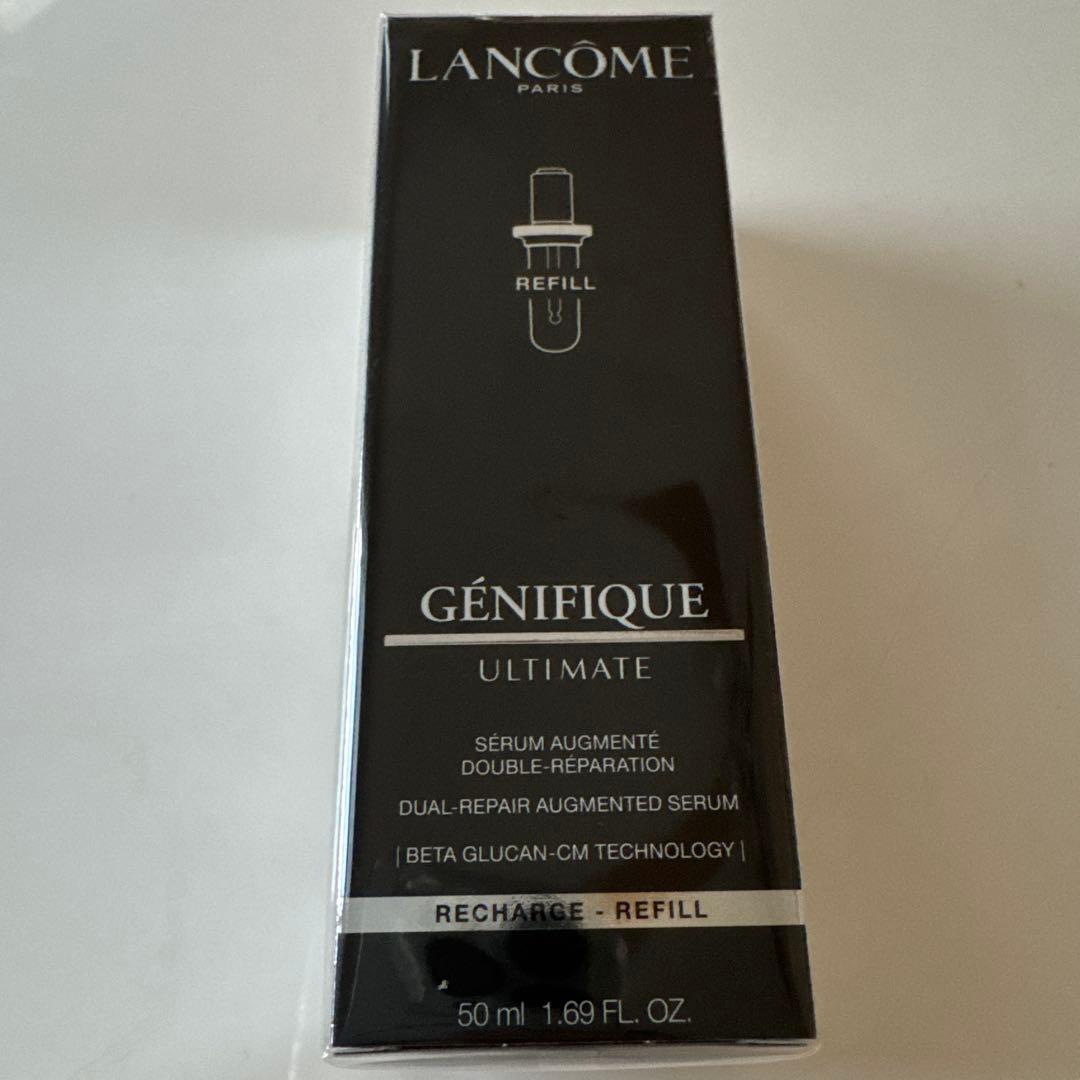 LANCÔME
PARIS
REFILL
GÉNIFIQUE
ULTIMATE
SÉRUM AUGMENTÉ
DOUBLE-RÉPARATION
DUAL-REPAIR AUGMENTED SERUM
| BETA GLUCAN-CM TECHNOLOGY |
RECHARGE - REFILL
50 ml 1.69 FL. OZ.